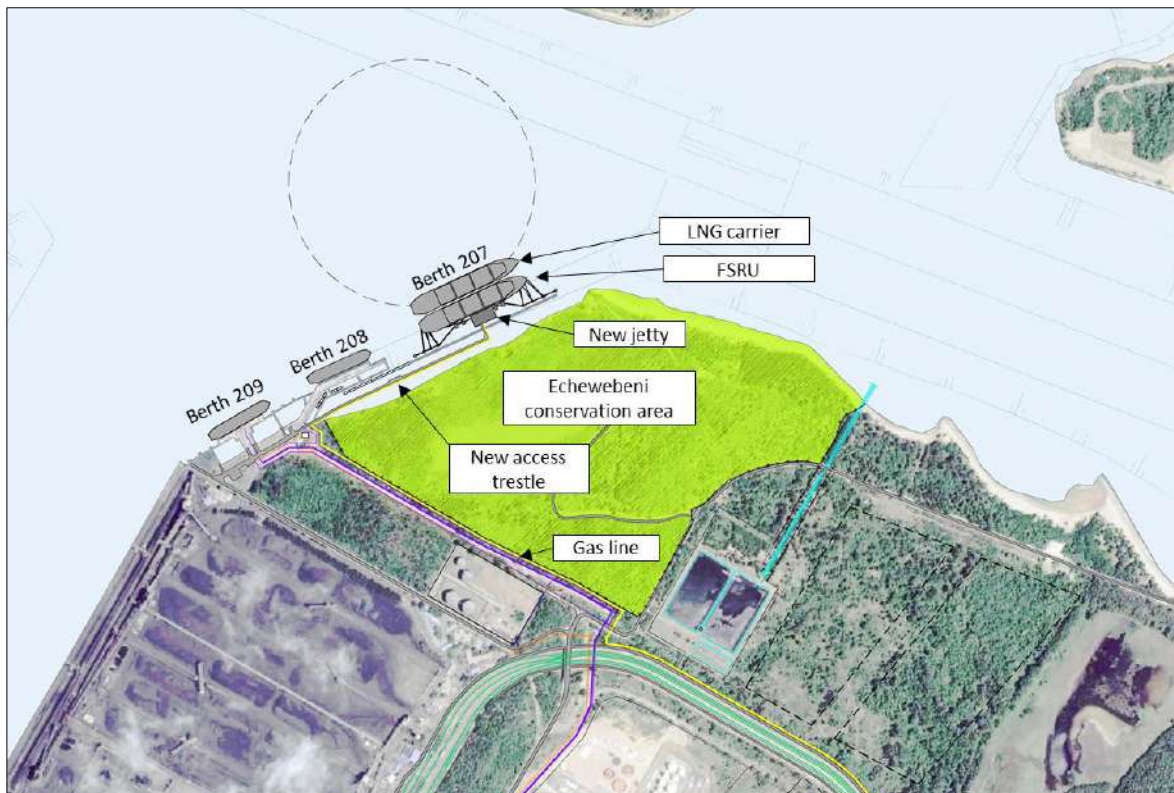 LNG carrier
Berth 207
FSRU
New jetty
Berth 208
Echewebeni
conservation area
Berth 209
New access
trestle
Gas line